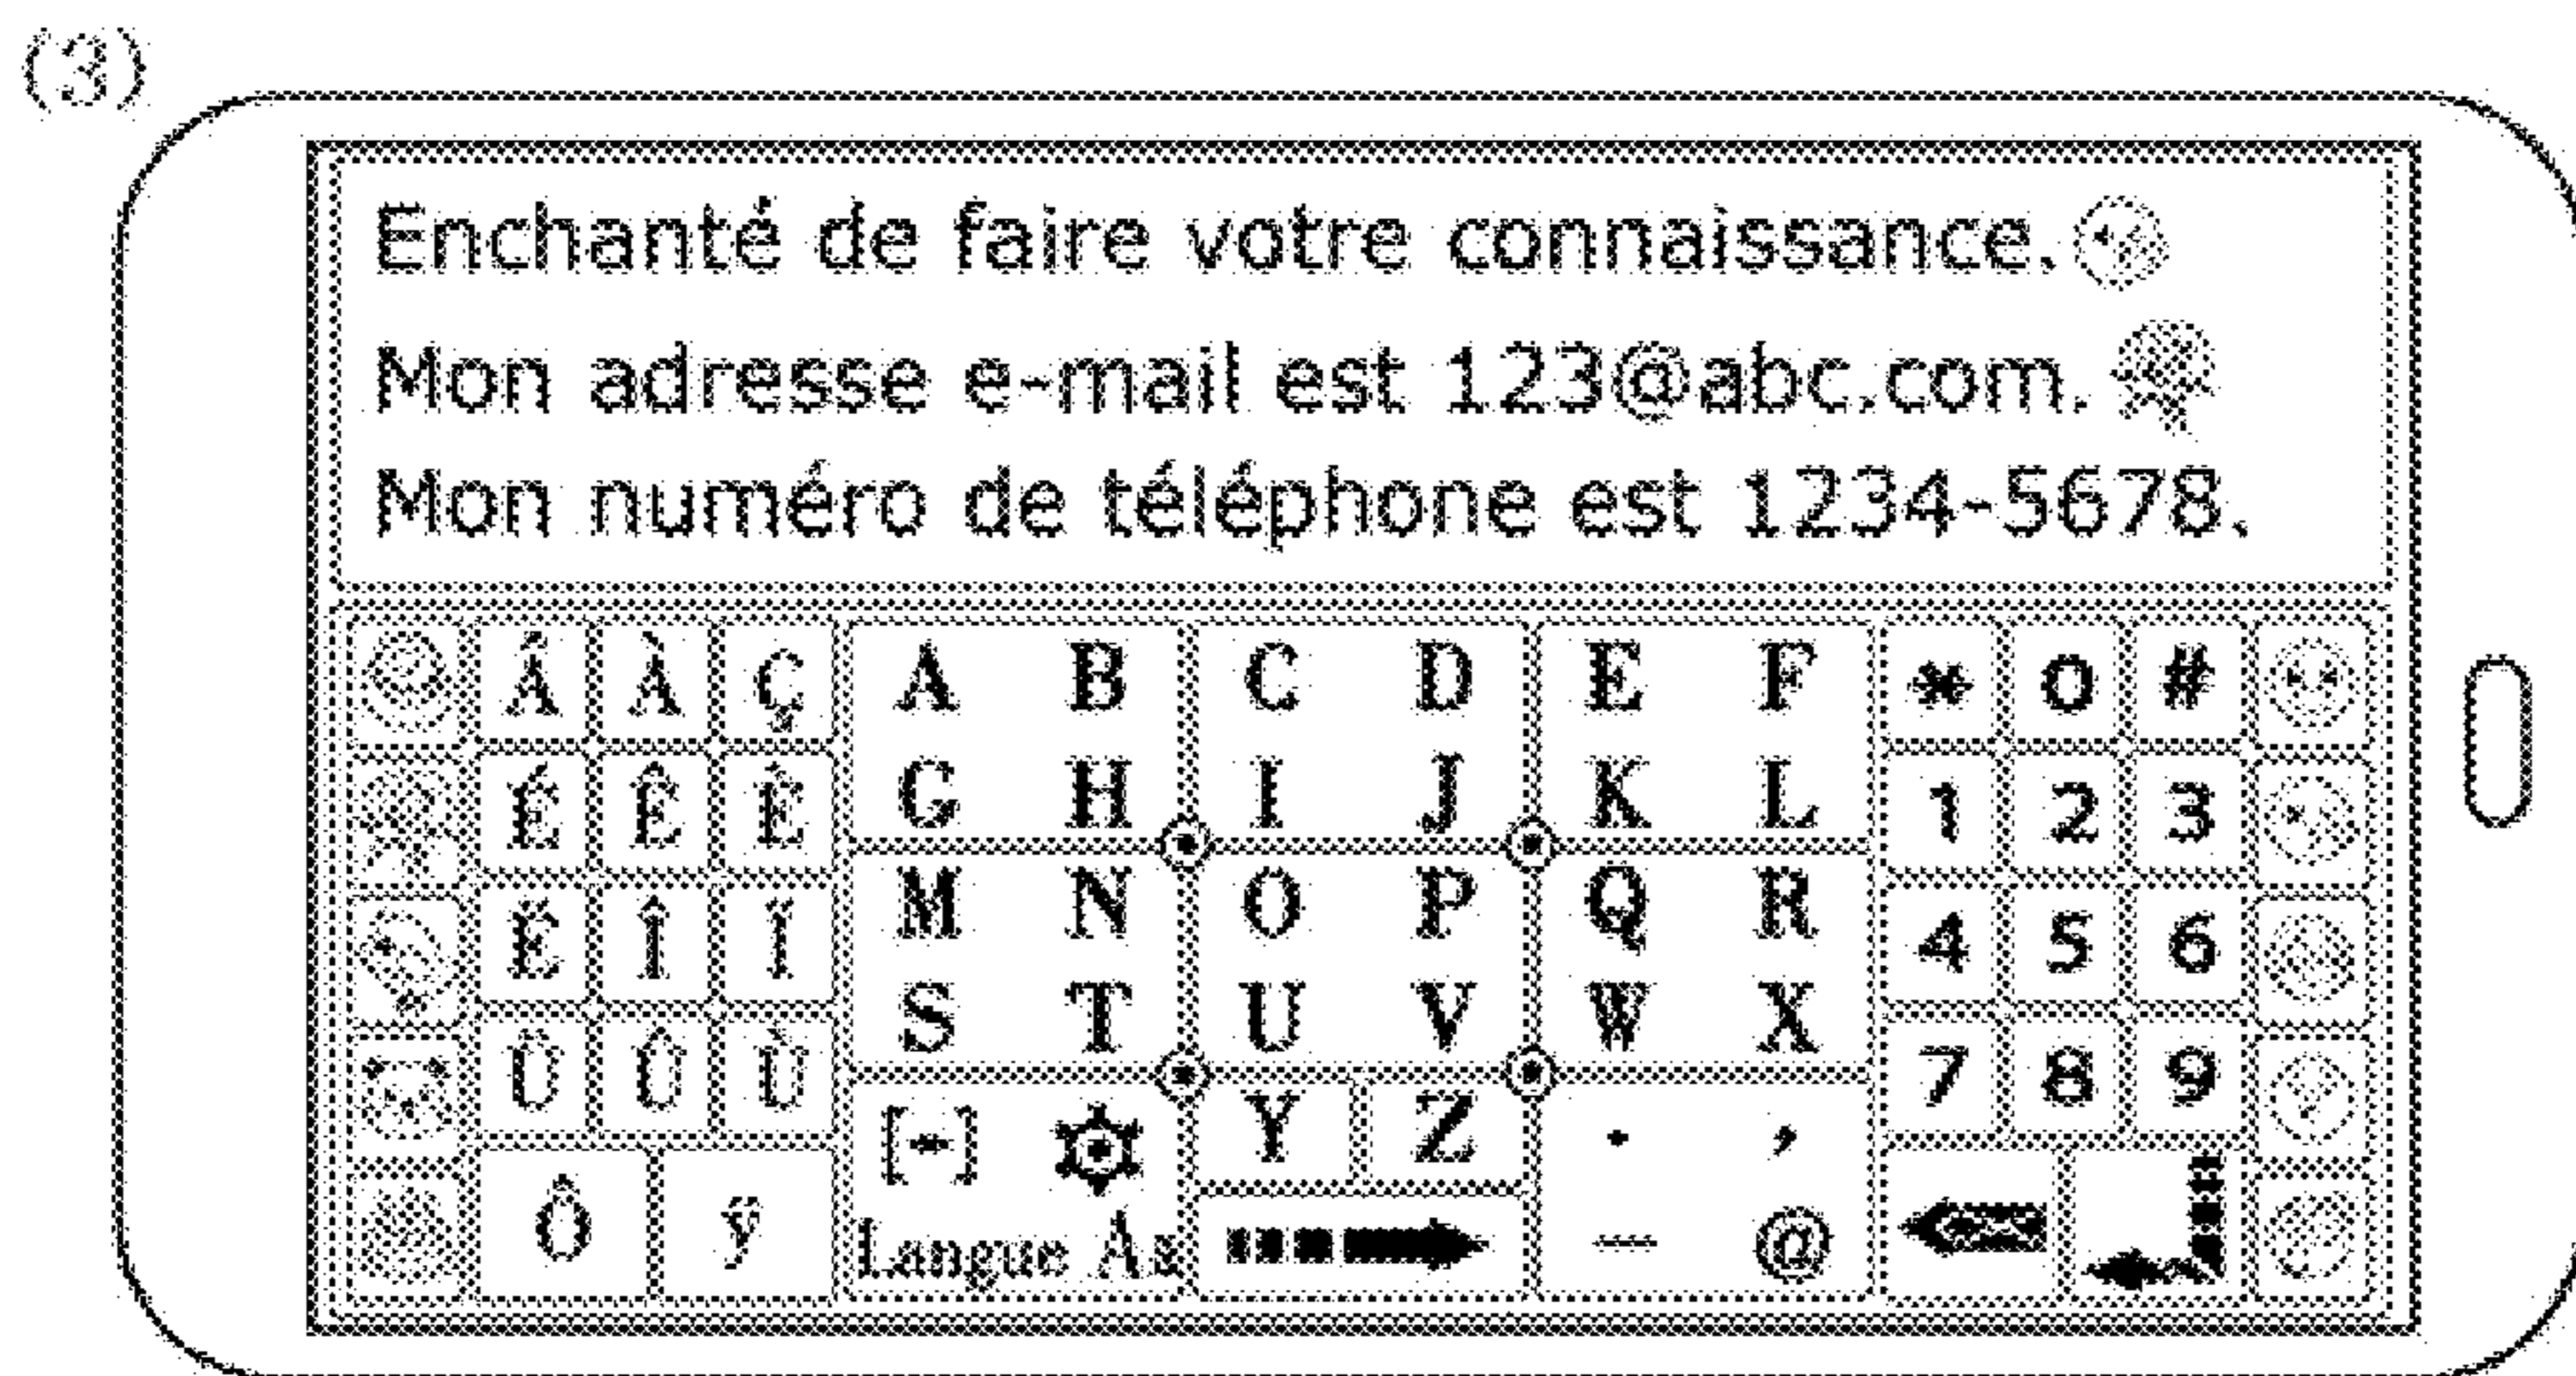 (3)
Enchanté de faire votre connaissance.
Mon adresse e-mail est 123@abc.com.
Mon numéro de téléphone est 1234-5678.
Â À Ç A B C D E F * 0 #
G H I J K L
É Ê È 1 2 3
M N O P Q R
Ë Î Ï 4 5 6
S T U V W X
Û Ù 7 8 9
[-] Y Z . ,
Ô ÿ Langue As — @